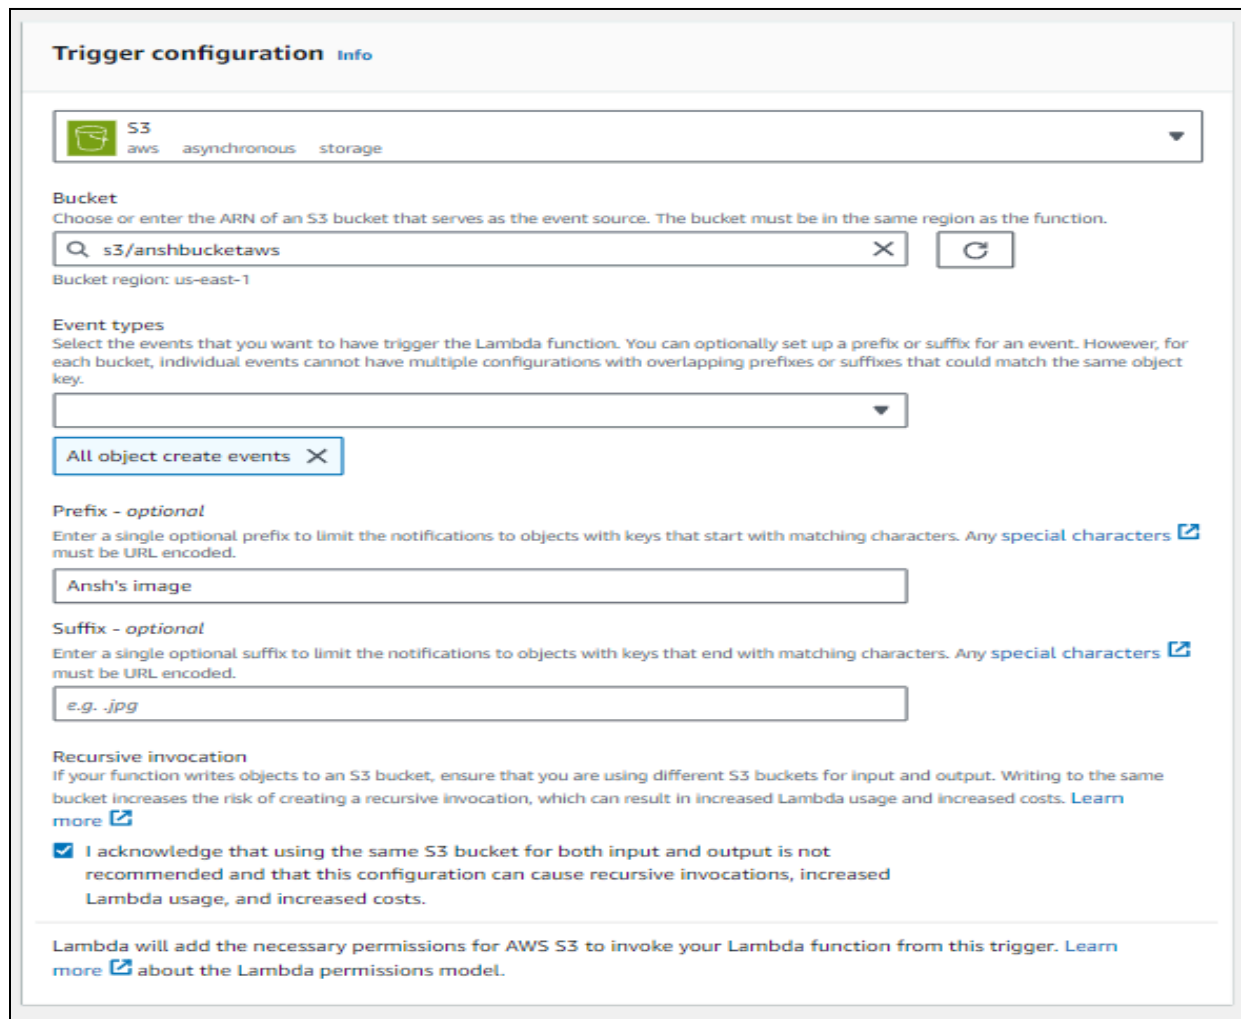 Trigger configuration Info
S3
aws asynchronous storage
Bucket
Choose or enter the ARN of an S3 bucket that serves as the event source. The bucket must be in the same region as the function.
s3/anshbucketaws
Bucket region: us-east-1
Event types
Select the events that you want to have trigger the Lambda function. You can optionally set up a prefix or suffix for an event. However, for
each bucket, individual events cannot have multiple configurations with overlapping prefixes or suffixes that could match the same object
key.
All object create events
Prefix - optional
Enter a single optional prefix to limit the notifications to objects with keys that start with matching characters. Any special characters
must be URL encoded.
Ansh's image
Suffix - optional
Enter a single optional suffix to limit the notifications to objects with keys that end with matching characters. Any special characters
must be URL encoded.
e.g. .jpg
Recursive invocation
If your function writes objects to an S3 bucket, ensure that you are using different S3 buckets for input and output. Writing to the same
bucket increases the risk of creating a recursive invocation, which can result in increased Lambda usage and increased costs. Learn
more
I acknowledge that using the same S3 bucket for both input and output is not
recommended and that this configuration can cause recursive invocations, increased
Lambda usage, and increased costs.
Lambda will add the necessary permissions for AWS S3 to invoke your Lambda function from this trigger. Learn
more about the Lambda permissions model.